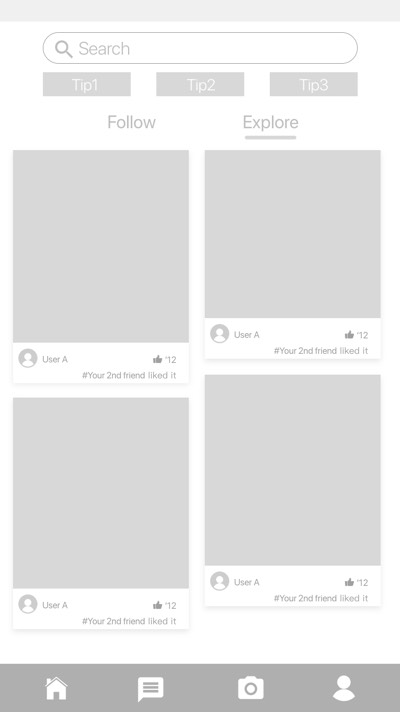 Search
Tip1 Tip2 Tip3
Follow Explore
User A "12
#Your 2nd friend liked it
User A "12
#Your 2nd friend liked it
User A "12
#Your 2nd friend liked it
User A "12
#Your 2nd friend liked it